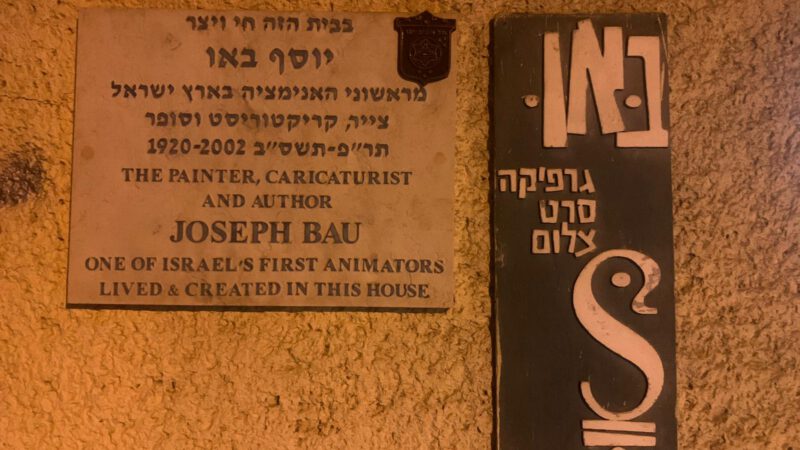 בבית הזה חי ויצר
יוסף באו
מראשוני האנימציה בארץ ישראל
צייר, קריקטוריסט וסופר
תר"פ-תשס"ב 1920-2002
THE PAINTER, CARICATURIST
AND AUTHOR
JOSEPH BAU
ONE OF ISRAEL'S FIRST ANIMATORS
LIVED & CREATED IN THIS HOUSE
באו
גרפיקה
סרט
צלום